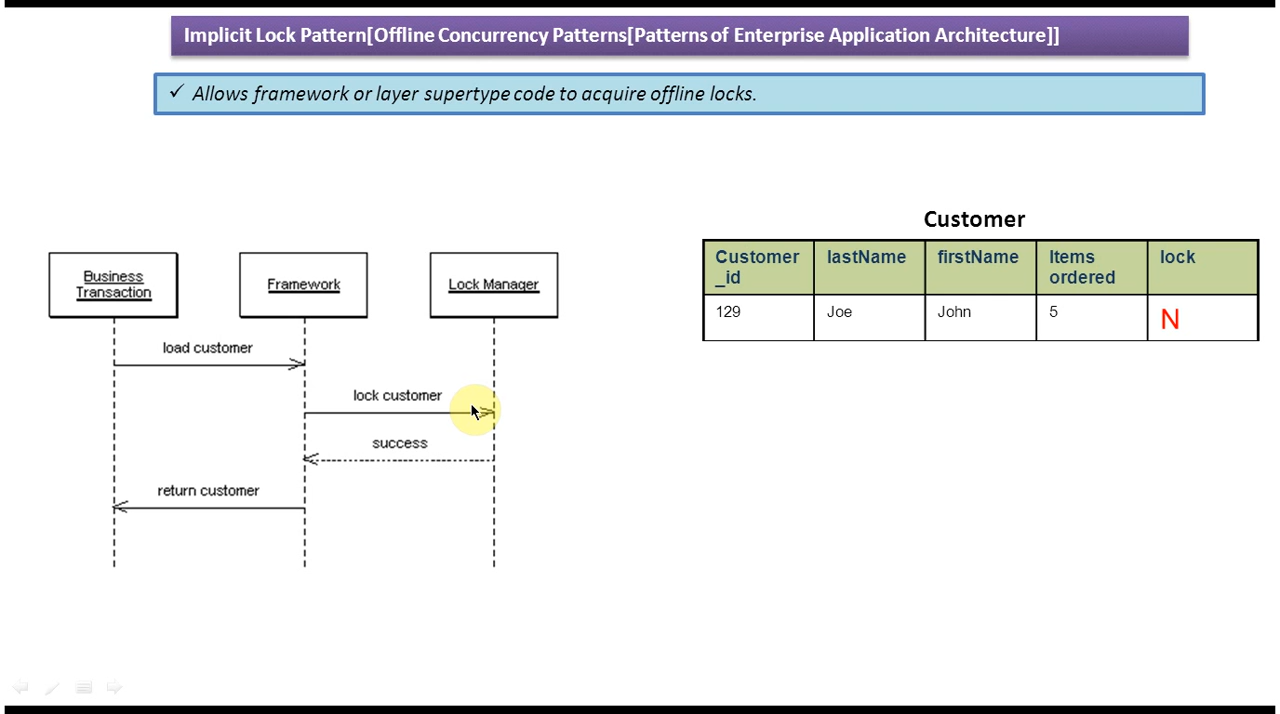 Implicit Lock Pattern[Offline Concurrency Patterns[Patterns of Enterprise Application Architecture]]
✓ Allows framework or layer supertype code to acquire offline locks.
Business
Transaction
Framework
Lock Manager
load customer
lock customer
success
return customer
Customer
Customer
_id
lastName
firstName
Items
ordered
lock
129
Joe
John
5
N